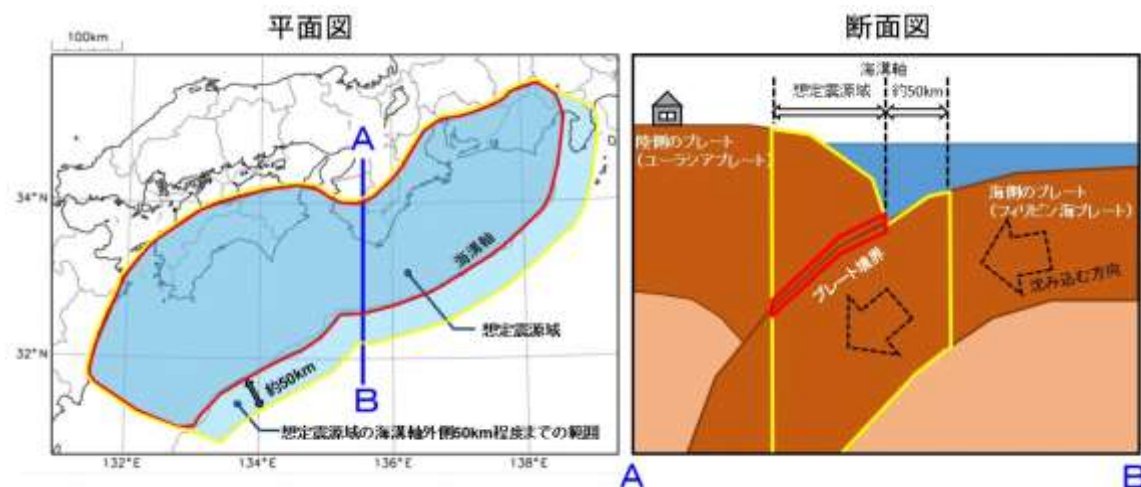 平面図
100km
34°N
32°N
132°E
134°E
136°E
138°E
A
B
海溝軸
想定震源域
約50km
想定震源域の海溝軸外側50km程度までの範囲
断面図
海溝軸
想定震源域
約50km
陸側のプレート
(ユーラシアプレート)
海側のプレート
(フィリピン海プレート)
プレート境界
沈み込む方向
A
B